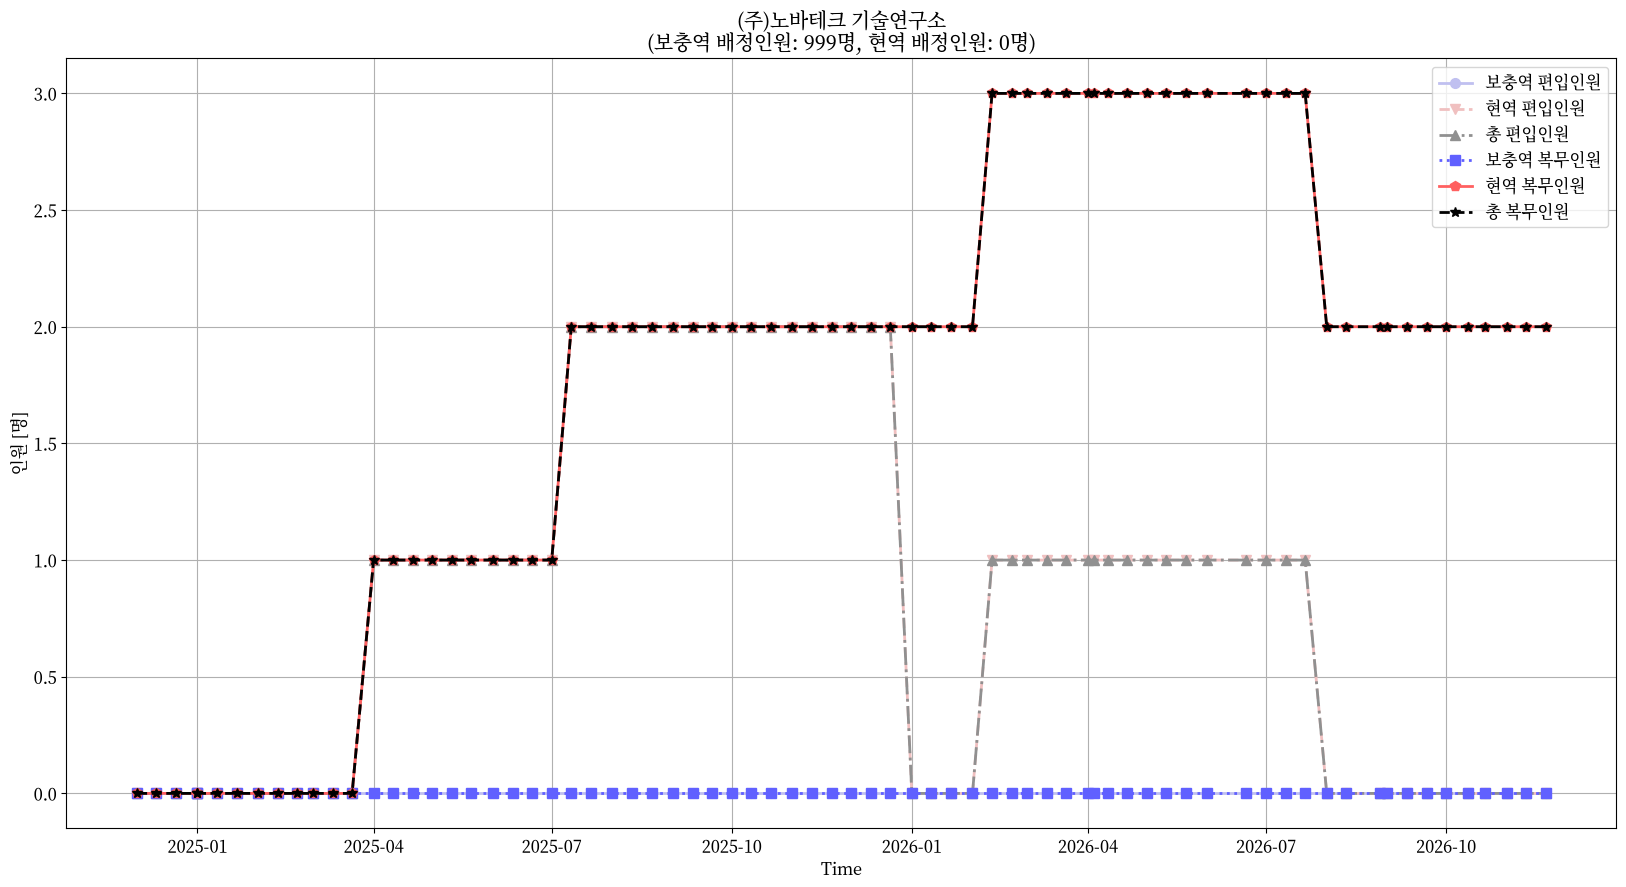 (주)노바테크 기술연구소
(보충역 배정인원: 999명, 현역 배정인원: 0명)
보충역 편입인원
현역 편입인원
총 편입인원
보충역 복무인원
현역 복무인원
총 복무인원
인원 [명]
3.0
2.5
2.0
1.5
1.0
0.5
0.0
2025-01
2025-04
2025-07
2025-10
2026-01
2026-04
2026-07
2026-10
Time